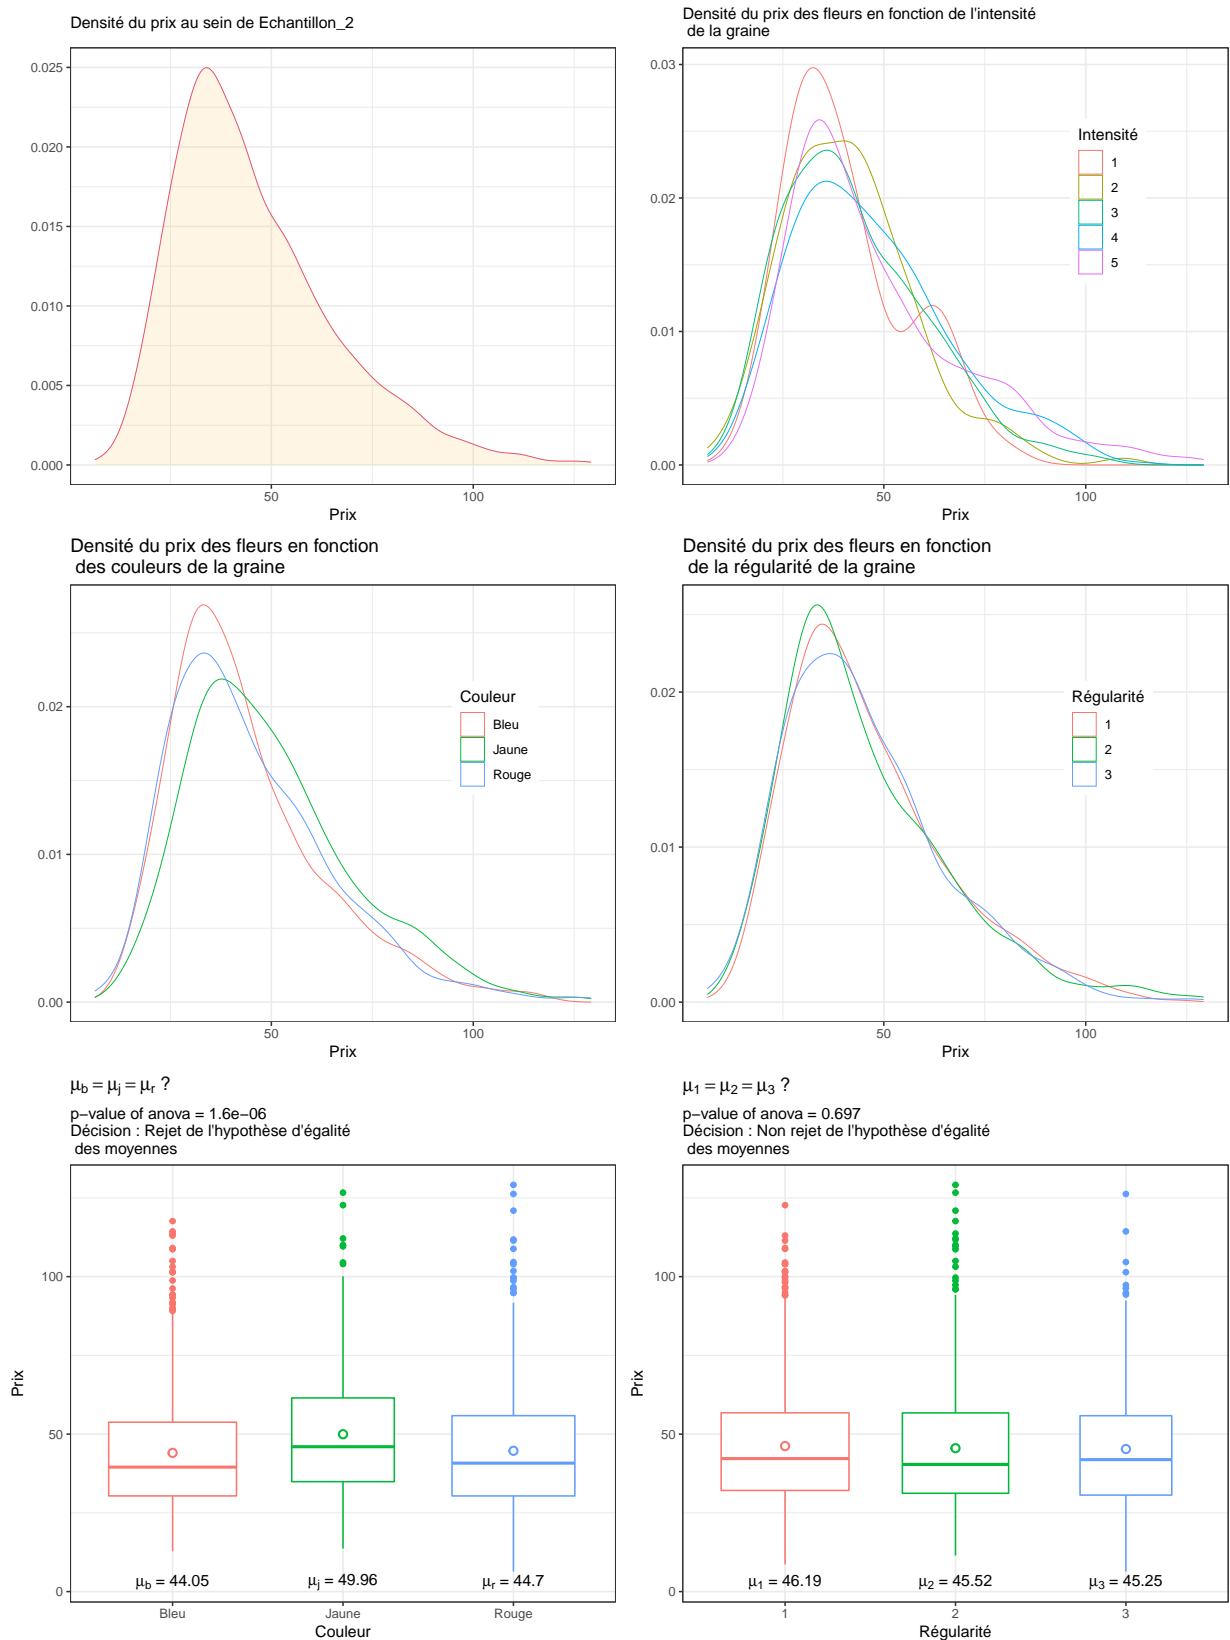 Densité du prix au sein de Echantillon_2
0.025
0.020
0.015
0.010
0.005
0.000
50
100
Prix
Densité du prix des fleurs en fonction de l'intensité
de la graine
0.03
0.02
0.01
0.00
Intensité
1
2
3
4
5
50
100
Prix
Densité du prix des fleurs en fonction
des couleurs de la graine
0.02
0.01
0.00
Couleur
Bleu
Jaune
Rouge
50
100
Prix
Densité du prix des fleurs en fonction
de la régularité de la graine
0.02
0.01
0.00
Régularité
1
2
3
50
100
Prix
μb = μj = μr ?
p−value of anova = 1.6e−06
Décision : Rejet de l'hypothèse d'égalité
des moyennes
100
50
0
Prix
μb = 44.05
μj = 49.96
μr = 44.7
Bleu
Jaune
Rouge
Couleur
μ1 = μ2 = μ3 ?
p−value of anova = 0.697
Décision : Non rejet de l'hypothèse d'égalité
des moyennes
100
50
0
Prix
μ1 = 46.19
μ2 = 45.52
μ3 = 45.25
1
2
3
Régularité